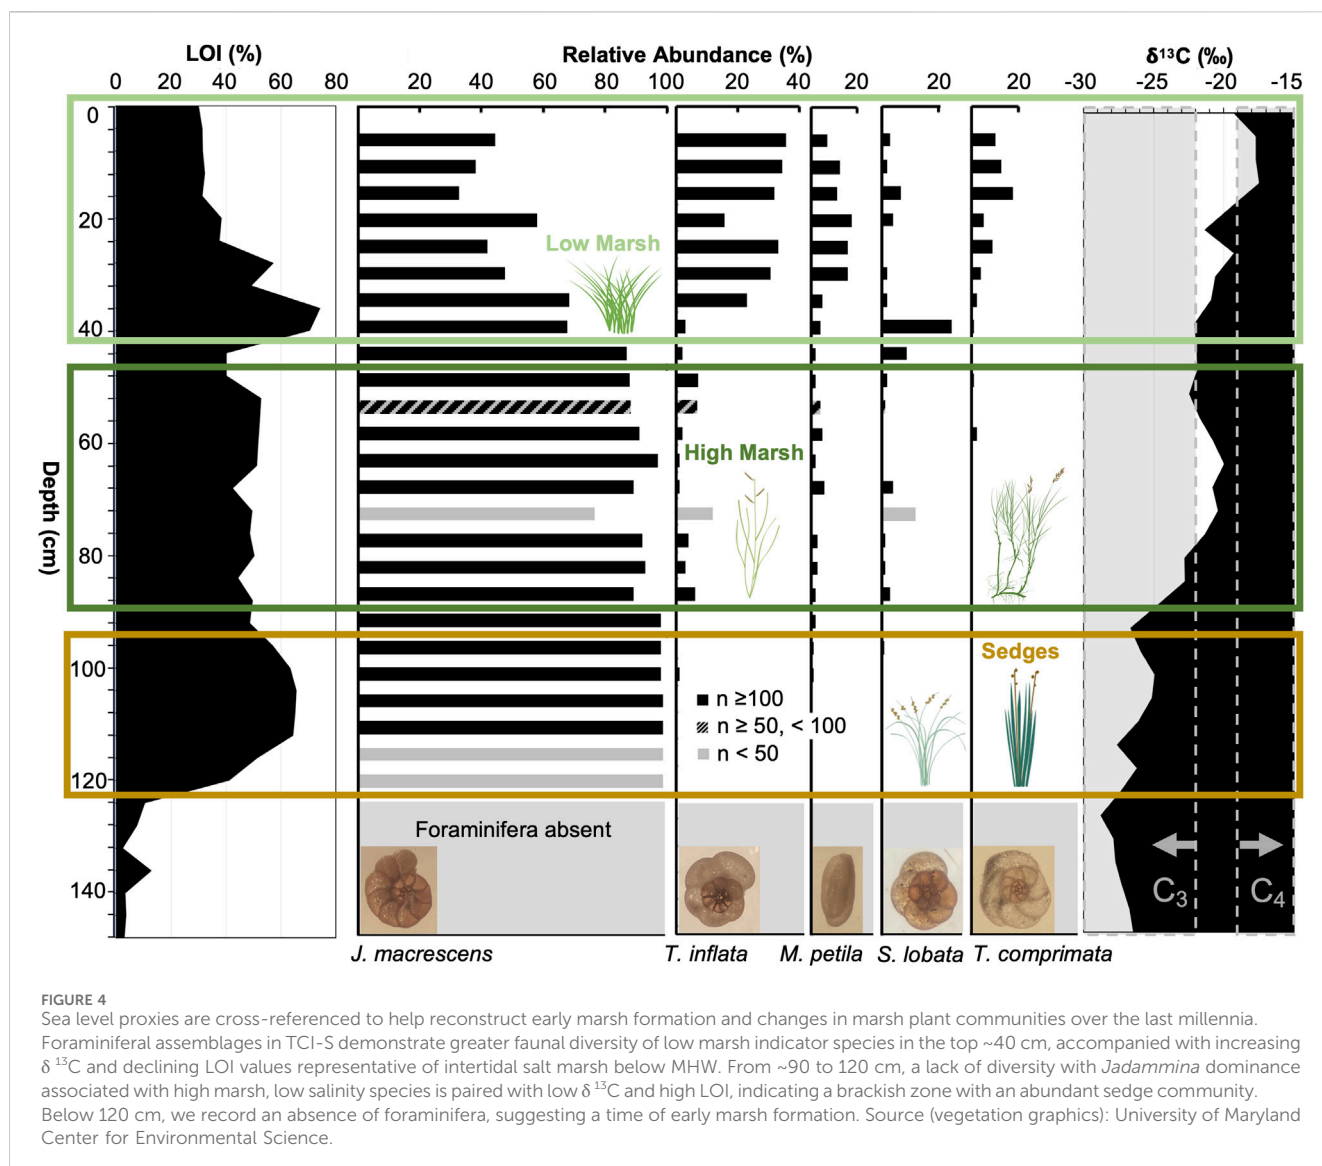 LOI (%)
Relative Abundance (%)
δ¹³C (‰)
0 20 40 60 80 20 40 60 80 100 20 40 20 20 20 -30 -25 -20 -15
0
20
40
60
80
100
120
140
Depth (cm)
Low Marsh
High Marsh
Sedges
n ≥100
n ≥ 50, < 100
n < 50
Foraminifera absent
C₃
C₄
J. macrescens
T. inflata
M. petila
S. lobata
T. comprimata
FIGURE 4
Sea level proxies are cross-referenced to help reconstruct early marsh formation and changes in marsh plant communities over the last millennia.
Foraminiferal assemblages in TCI-S demonstrate greater faunal diversity of low marsh indicator species in the top ~40 cm, accompanied with increasing
δ ¹³C and declining LOI values representative of intertidal salt marsh below MHW. From ~90 to 120 cm, a lack of diversity with Jadammina dominance
associated with high marsh, low salinity species is paired with low δ ¹³C and high LOI, indicating a brackish zone with an abundant sedge community.
Below 120 cm, we record an absence of foraminifera, suggesting a time of early marsh formation. Source (vegetation graphics): University of Maryland
Center for Environmental Science.